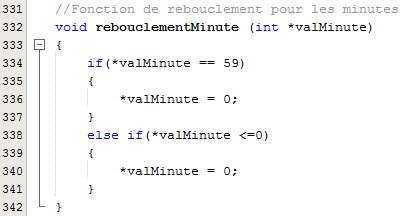 331 //Fonction de rebouclement pour les minutes
332 void rebouclementMinute (int *valMinute)
333 {
334 if(*valMinute == 59)
335 {
336 *valMinute = 0;
337 }
338 else if(*valMinute <=0)
339 {
340 *valMinute = 0;
341 }
342 }